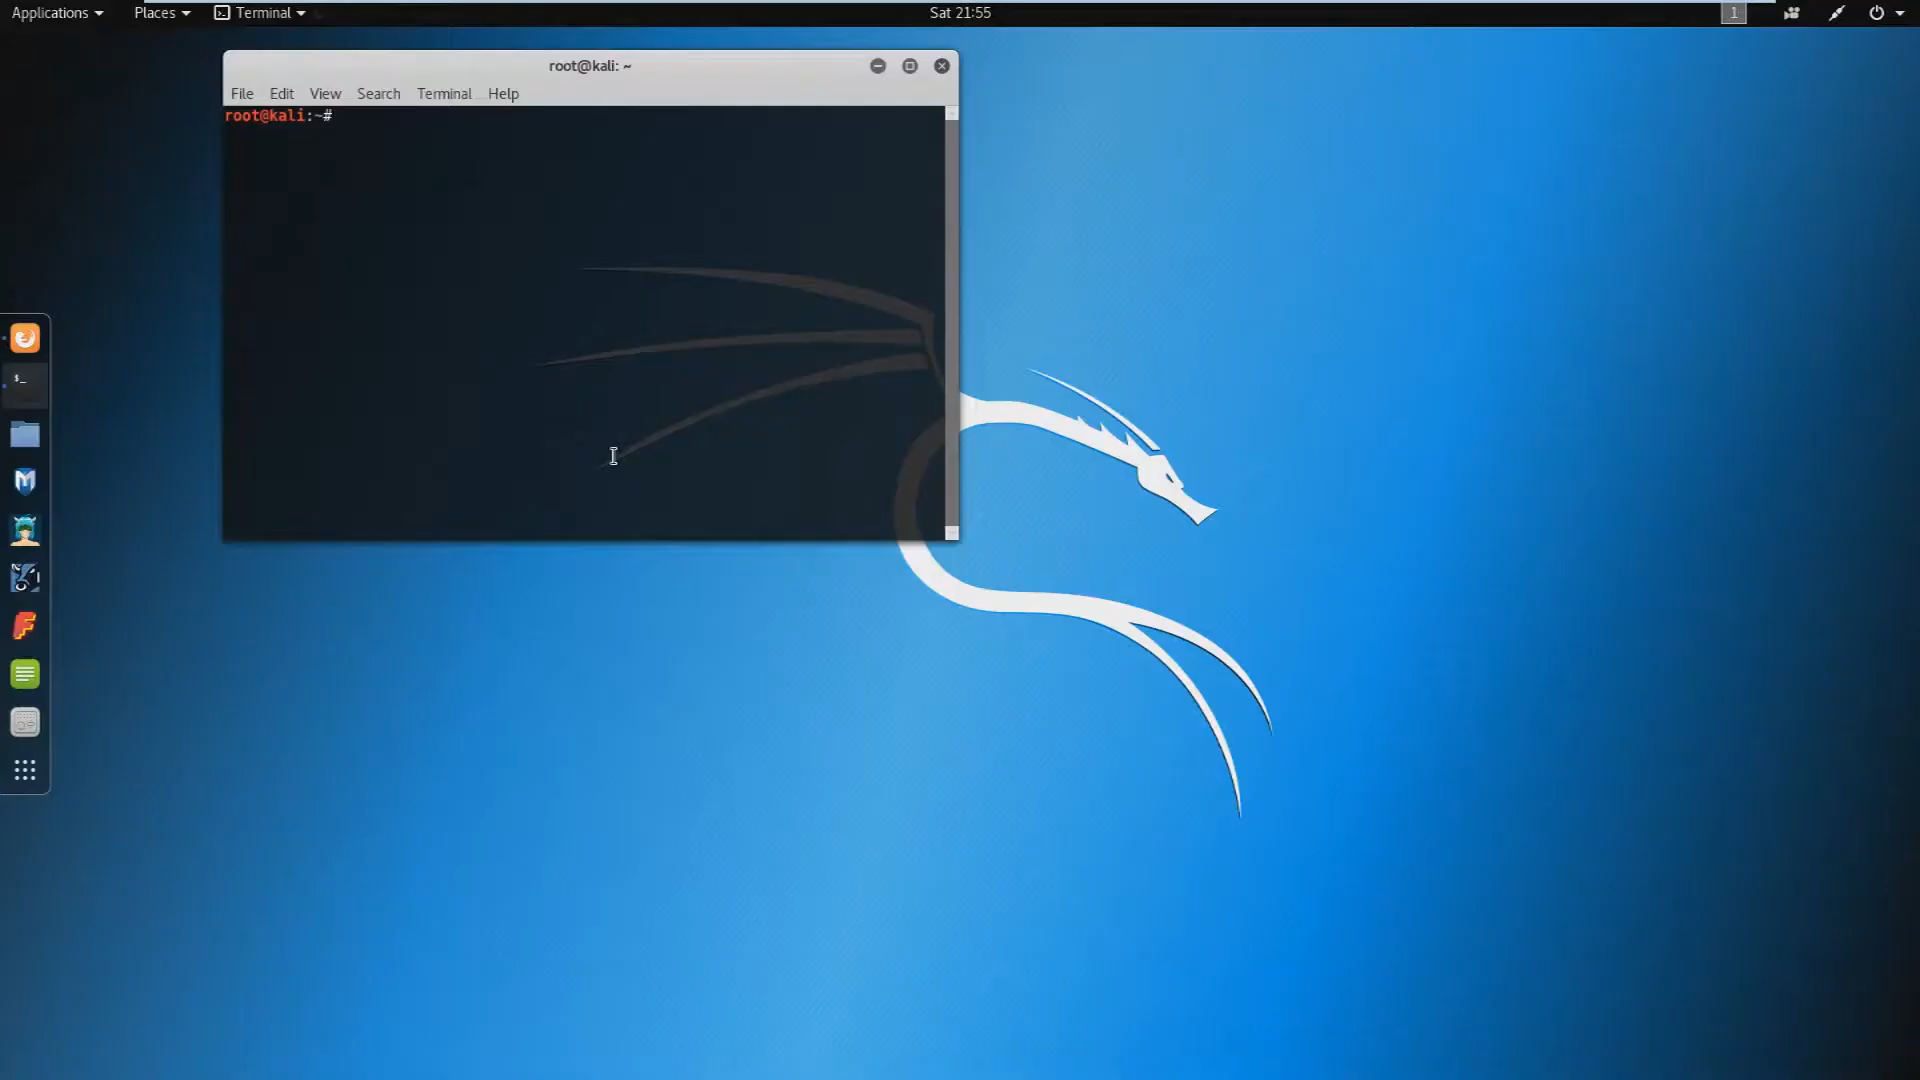 Applications Places Terminal Sat 21:55 1
root@kali: ~
File Edit View Search Terminal Help
root@kali:~#
$_